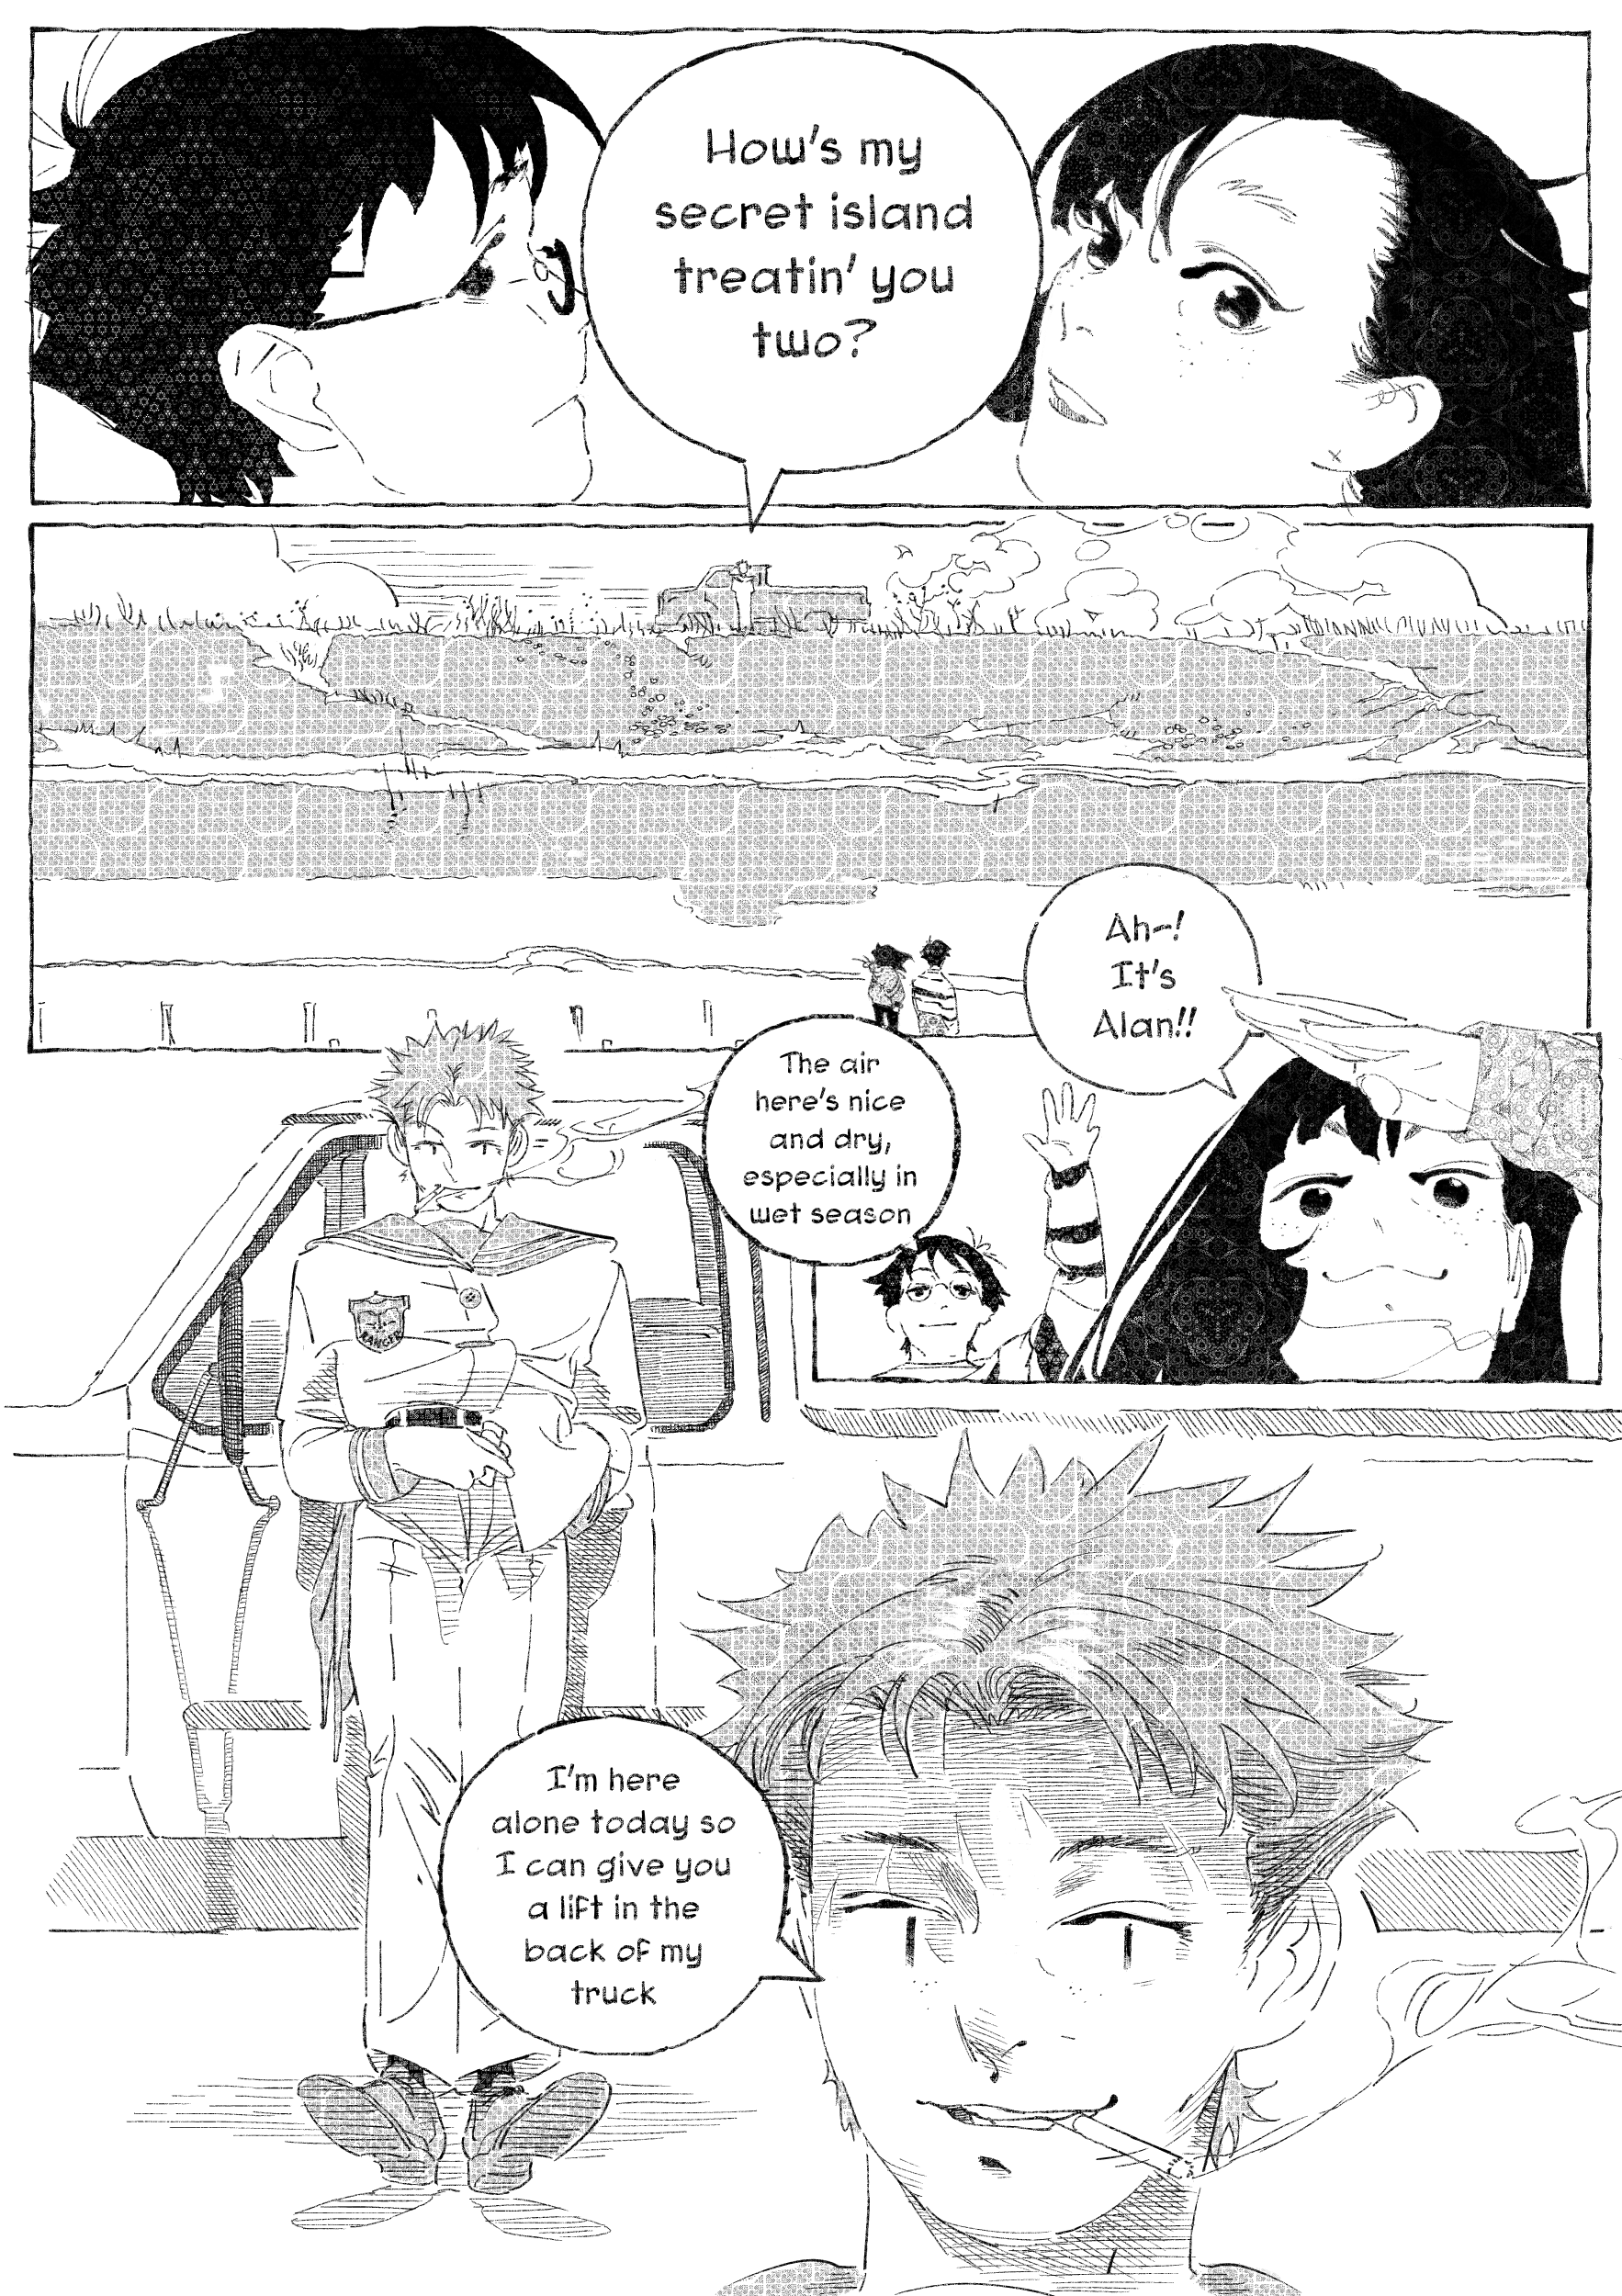 How's my
secret island
treatin' you
two?
Ah-!
It's
Alan!!
The air
here's nice
and dry,
especially in
wet season
RANGER
I'm here
alone today so
I can give you
a lift in the
back of my
truck